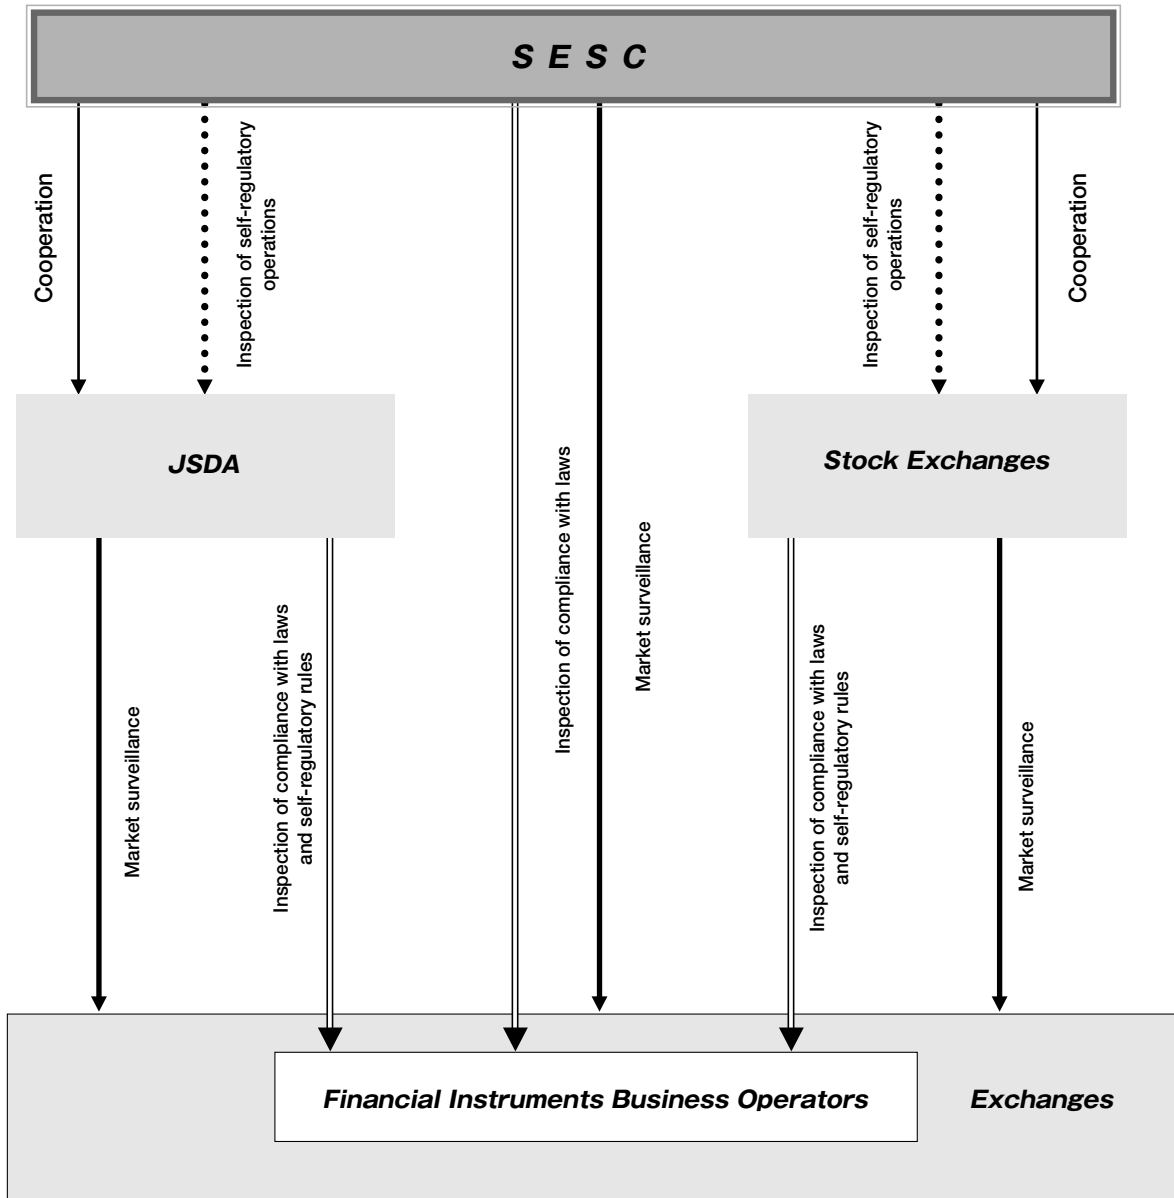 S E S C
Cooperation
Inspection of self-regulatory
operations
Inspection of self-regulatory
operations
Cooperation
JSDA
Stock Exchanges
Inspection of compliance with laws
Market surveillance
Market surveillance
Inspection of compliance with laws
and self-regulatory rules
Inspection of compliance with laws
and self-regulatory rules
Market surveillance
Financial Instruments Business Operators
Exchanges